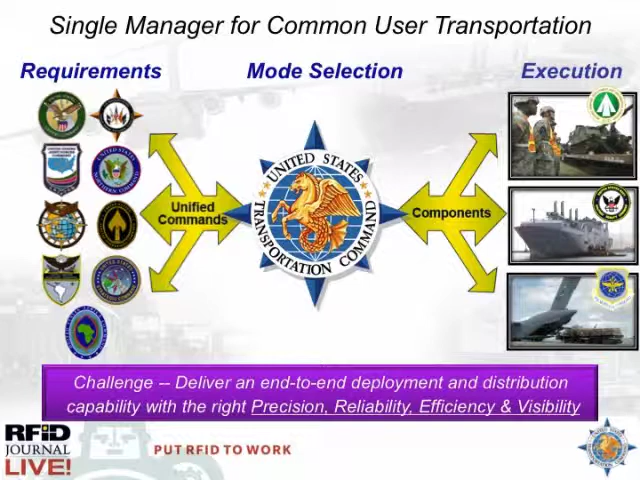 Single Manager for Common User Transportation
Requirements
Mode Selection
Execution
Unified
Commands
UNITED STATES
TRANSPORTATION COMMAND
Components
Challenge -- Deliver an end-to-end deployment and distribution
capability with the right Precision, Reliability, Efficiency & Visibility
RFID
JOURNAL
LIVE!
PUT RFID TO WORK